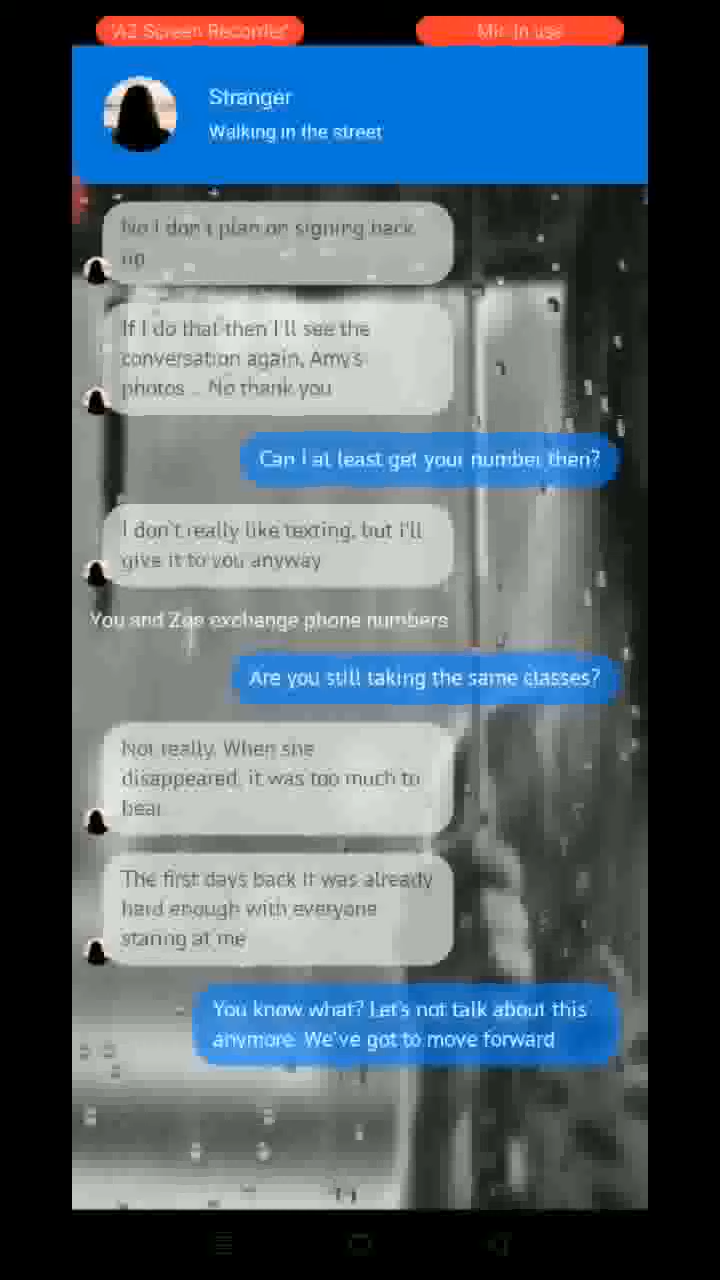 AZ Screen Recorder
Mic in use
Stranger
Walking in the street
No I don't plan on signing back
up
If I do that then I'll see the
conversation again, Amy's
photos... No thank you
Can I at least get your number then?
I don't really like texting, but i'll
give it to you anyway
You and Zoe exchange phone numbers
Are you still taking the same classes?
Not really. When she
disappeared, it was too much to
bear
The first days back it was already
hard enough with everyone
staring at me
You know what? Let's not talk about this
anymore. We've got to move forward